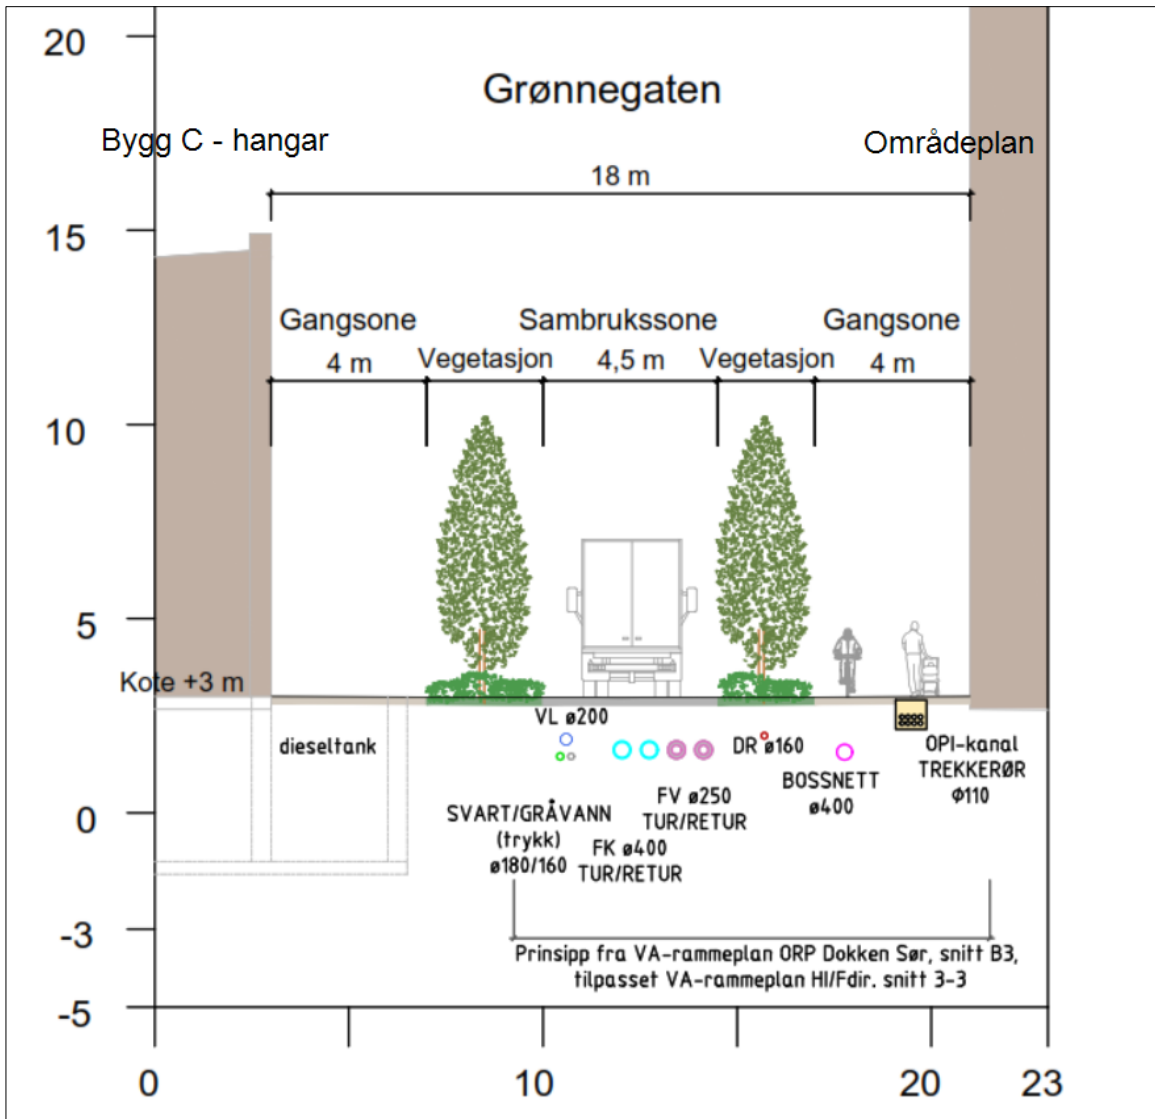 20
Grønnegaten
Bygg C - hangar
Områdeplan
18 m
15
Gangsone
Sambrukssone
Gangsone
4 m
Vegetasjon
4,5 m
Vegetasjon
4 m
10
5
Kote +3 m
VL ø200
dieseltank
DR ø160
OPI-kanal
TREKKERØR
Φ110
BOSSNETT
ø400
FV ø250
TUR/RETUR
SVART/GRÅVANN
(trykk)
ø180/160
FK ø400
TUR/RETUR
0
-3
Prinsipp fra VA-rammeplan ORP Dokken Sør, snitt B3,
tilpasset VA-rammeplan HI/Fdir. snitt 3-3
-5
0
10
20
23